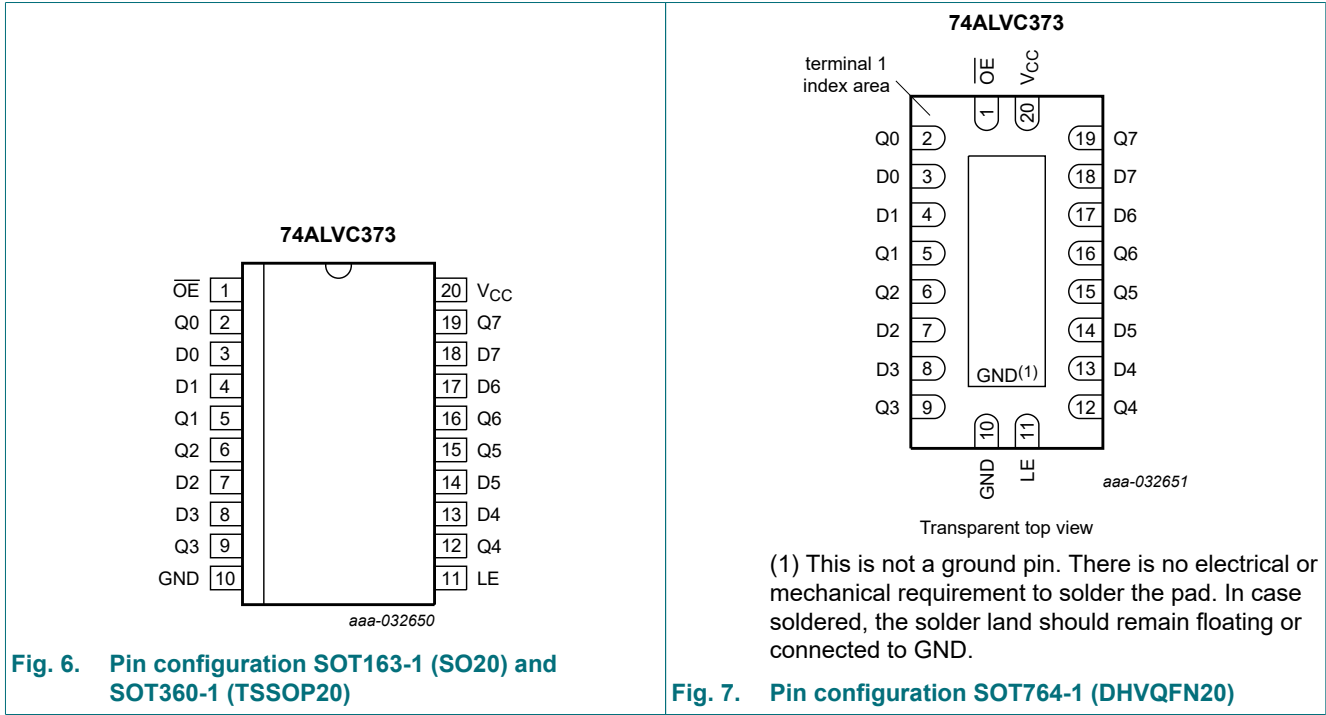 74ALVC373
OE 1 20 VCC
Q0 2 19 Q7
D0 3 18 D7
D1 4 17 D6
Q1 5 16 Q6
Q2 6 15 Q5
D2 7 14 D5
D3 8 13 D4
Q3 9 12 Q4
GND 10 11 LE
aaa-032650
Fig. 6. Pin configuration SOT163-1 (SO20) and
SOT360-1 (TSSOP20)
74ALVC373
terminal 1
index area
OE VCC
1 20
Q0 2 19 Q7
D0 3 18 D7
D1 4 17 D6
Q1 5 16 Q6
Q2 6 15 Q5
D2 7 14 D5
D3 8 GND(1) 13 D4
Q3 9 12 Q4
10 11
GND LE
aaa-032651
Transparent top view
(1) This is not a ground pin. There is no electrical or
mechanical requirement to solder the pad. In case
soldered, the solder land should remain floating or
connected to GND.
Fig. 7. Pin configuration SOT764-1 (DHVQFN20)